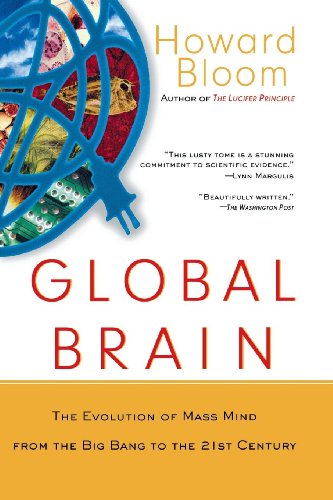 Howard
Bloom
Author of The Lucifer Principle
"This lusty tome is a stunning
commitment to scientific evidence."
—Lynn Margulis
"Beautifully written."
—The Washington Post
GLOBAL
BRAIN
The Evolution of Mass Mind
from the Big Bang to the 21st Century